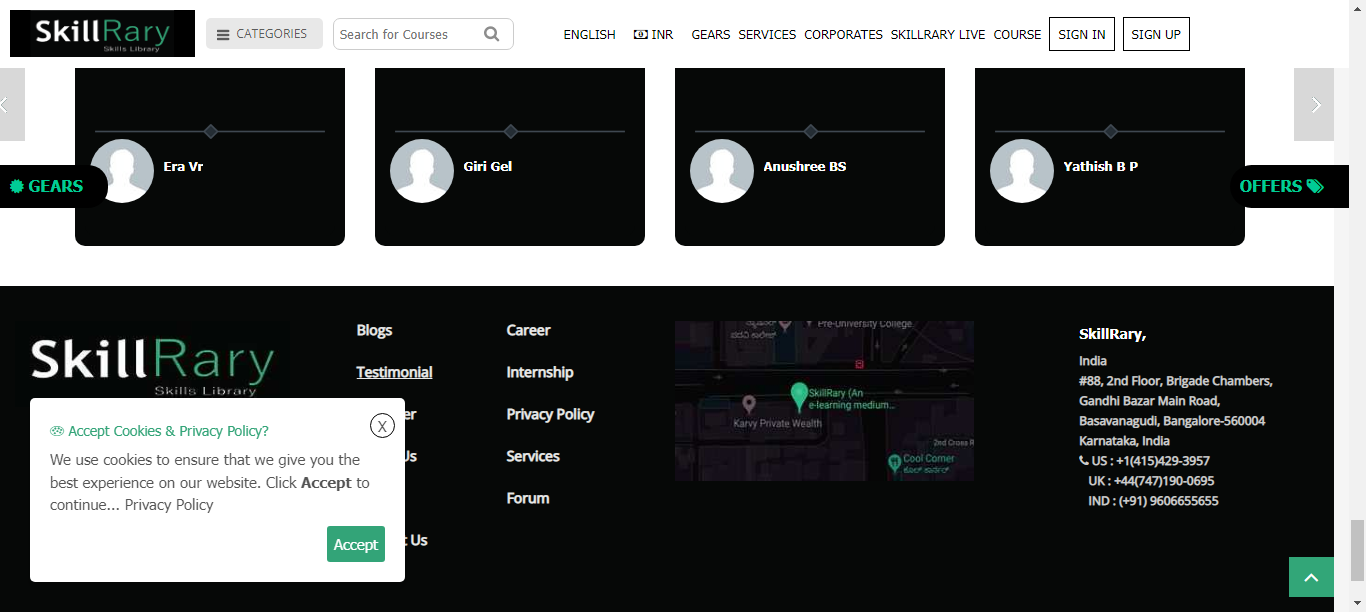 SkillRary
Skills Library
CATEGORIES
Search for Courses
ENGLISH
INR
GEARS
SERVICES
CORPORATES
SKILLRARY LIVE
COURSE
SIGN IN
SIGN UP
Era Vr
Giri Gel
Anushree BS
Yathish B P
GEARS
OFFERS
SkillRary
Skills Library
Blogs
Testimonial
Career
Internship
Privacy Policy
Services
Forum
Pre-University College
SkillRary (An
e-learning medium...
Karvy Private Wealth
2nd Cross R
Cool Corner
ಕೂಲ್ ಕಾರ್ನರ್
SkillRary,
India
#88, 2nd Floor, Brigade Chambers,
Gandhi Bazar Main Road,
Basavanagudi, Bangalore-560004
Karnataka, India
US : +1(415)429-3957
UK : +44(747)190-0695
IND : (+91) 9606655655
Accept Cookies & Privacy Policy?
X
We use cookies to ensure that we give you the
best experience on our website. Click Accept to
continue... Privacy Policy
Accept
Us